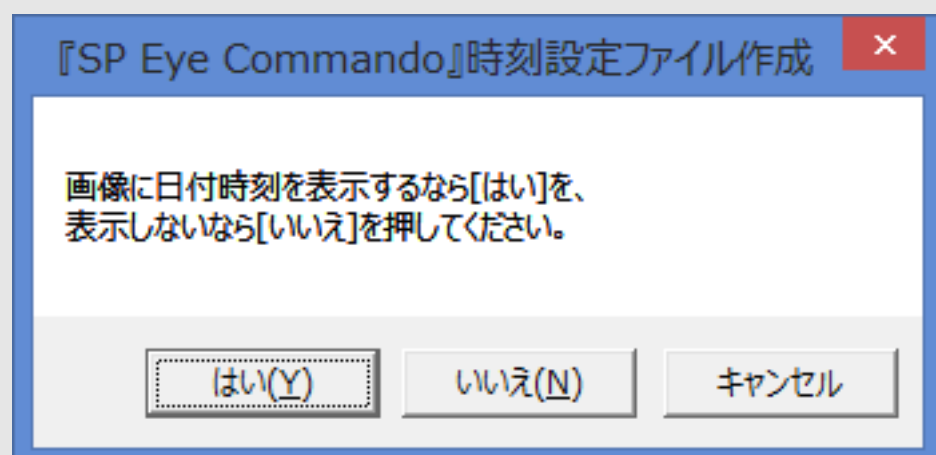 『SP Eye Commando』時刻設定ファイル作成
画像に日付時刻を表示するなら[はい]を、
表示しないなら[いいえ]を押してください。
はい(Y) いいえ(N) キャンセル